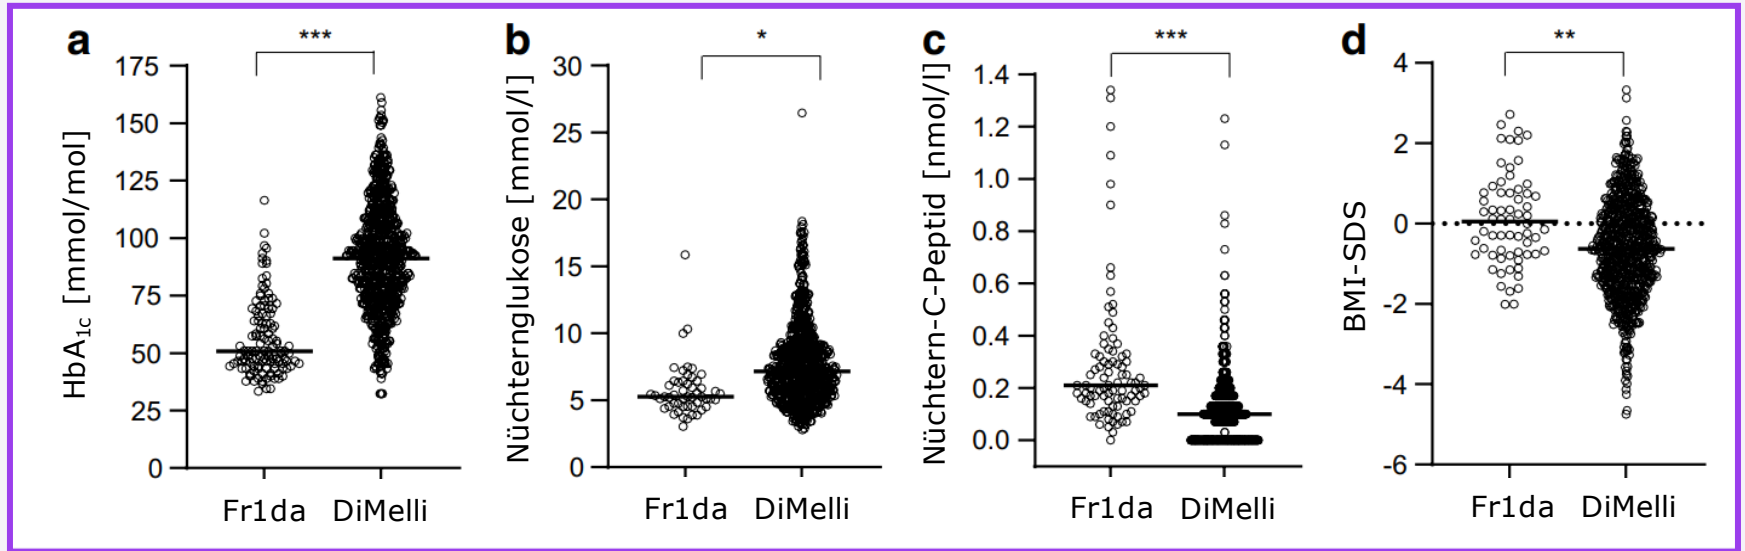 a
***
HbA1c [mmol/mol]
175
150
125
100
75
50
25
0
Fr1da DiMelli
b
*
Nüchternglukose [mmol/l]
30
25
20
15
10
5
0
Fr1da DiMelli
c
***
Nüchtern-C-Peptid [nmol/l]
1.4
1.2
1.0
0.8
0.6
0.4
0.2
0.0
Fr1da DiMelli
d
**
BMI-SDS
4
2
0
-2
-4
-6
Fr1da DiMelli